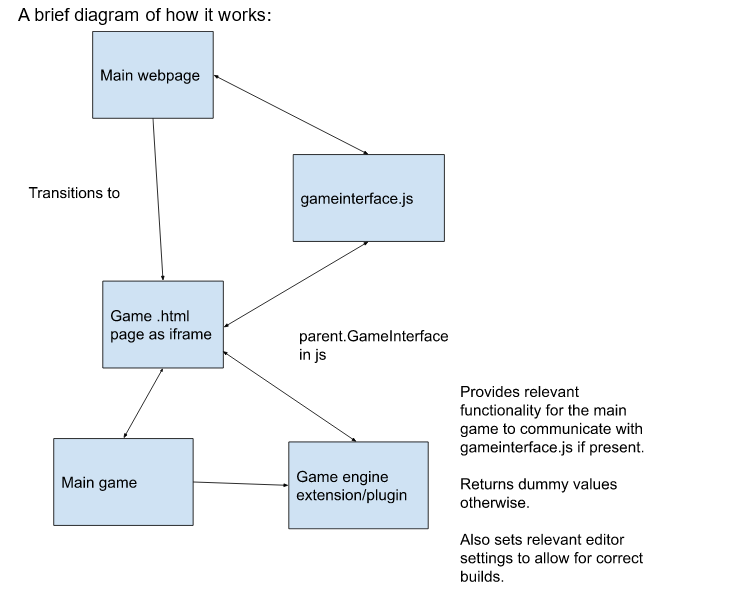 A brief diagram of how it works:
Main webpage
Transitions to
gameinterface.js
Game .html
page as iframe
parent.GameInterface
in js
Main game
Game engine
extension/plugin
Provides relevant
functionality for the main
game to communicate with
gameinterface.js if present.
Returns dummy values
otherwise.
Also sets relevant editor
settings to allow for correct
builds.